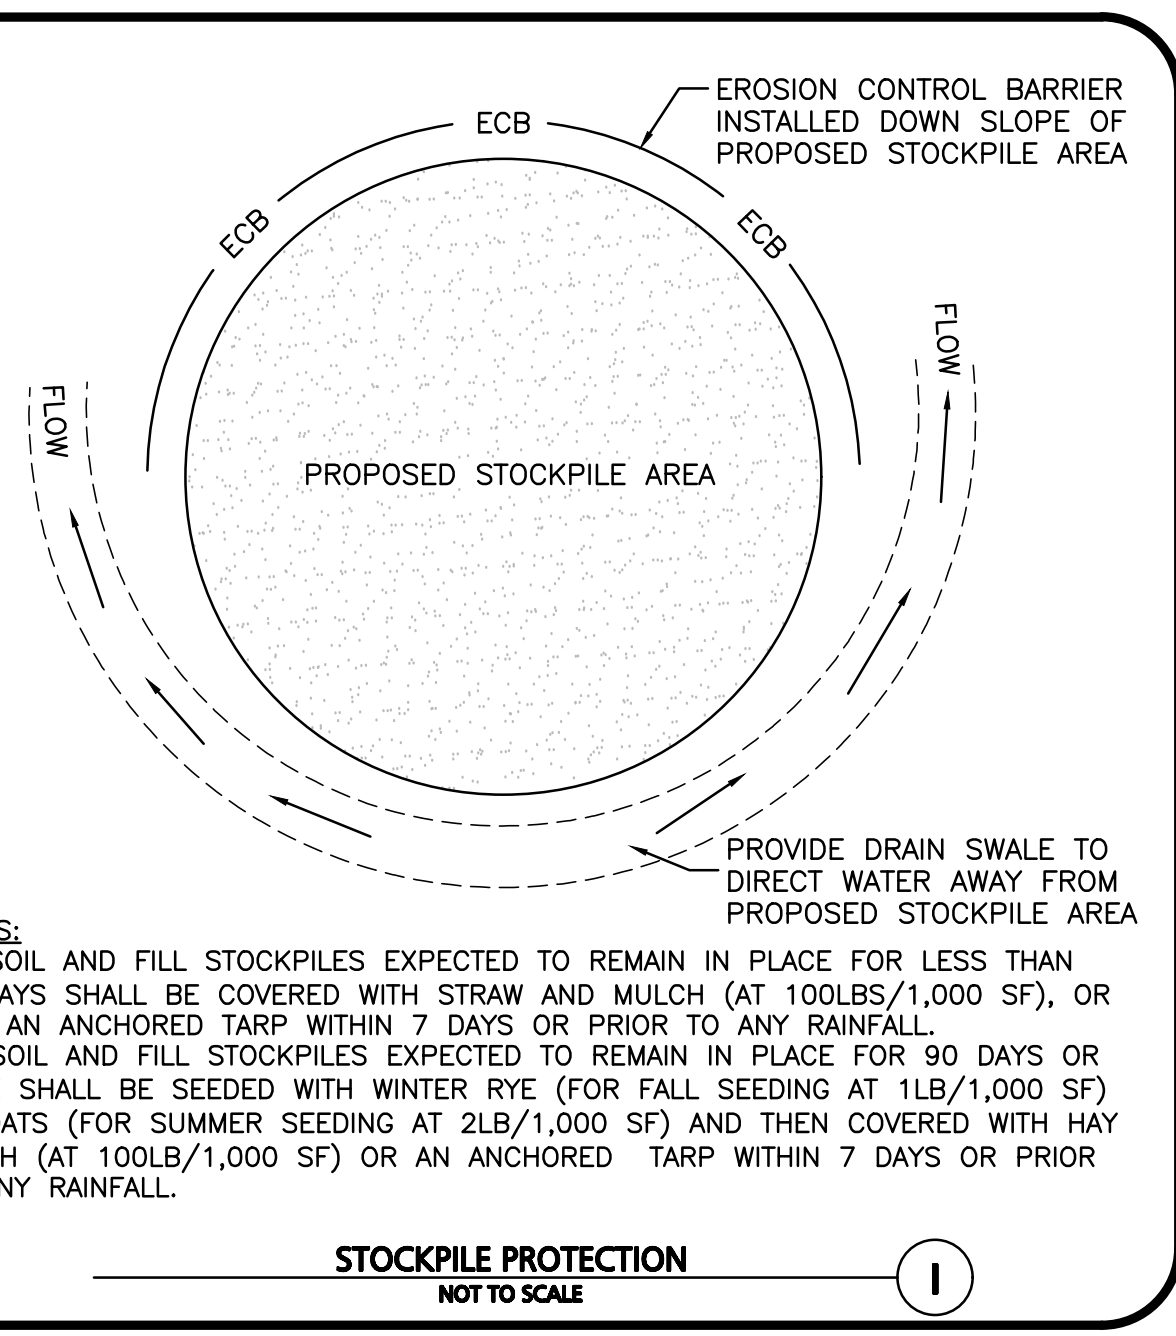 EROSION CONTROL BARRIER
INSTALLED DOWN SLOPE OF
PROPOSED STOCKPILE AREA
ECB
ECB
ECB
FLOW
FLOW
PROPOSED STOCKPILE AREA
PROVIDE DRAIN SWALE TO
DIRECT WATER AWAY FROM
PROPOSED STOCKPILE AREA
S:
SOIL AND FILL STOCKPILES EXPECTED TO REMAIN IN PLACE FOR LESS THAN
AYS SHALL BE COVERED WITH STRAW AND MULCH (AT 100LBS/1,000 SF), OR
AN ANCHORED TARP WITHIN 7 DAYS OR PRIOR TO ANY RAINFALL.
SOIL AND FILL STOCKPILES EXPECTED TO REMAIN IN PLACE FOR 90 DAYS OR
SHALL BE SEEDED WITH WINTER RYE (FOR FALL SEEDING AT 1LB/1,000 SF)
OATS (FOR SUMMER SEEDING AT 2LB/1,000 SF) AND THEN COVERED WITH HAY
H (AT 100LB/1,000 SF) OR AN ANCHORED TARP WITHIN 7 DAYS OR PRIOR
NY RAINFALL.
STOCKPILE PROTECTION
NOT TO SCALE
I